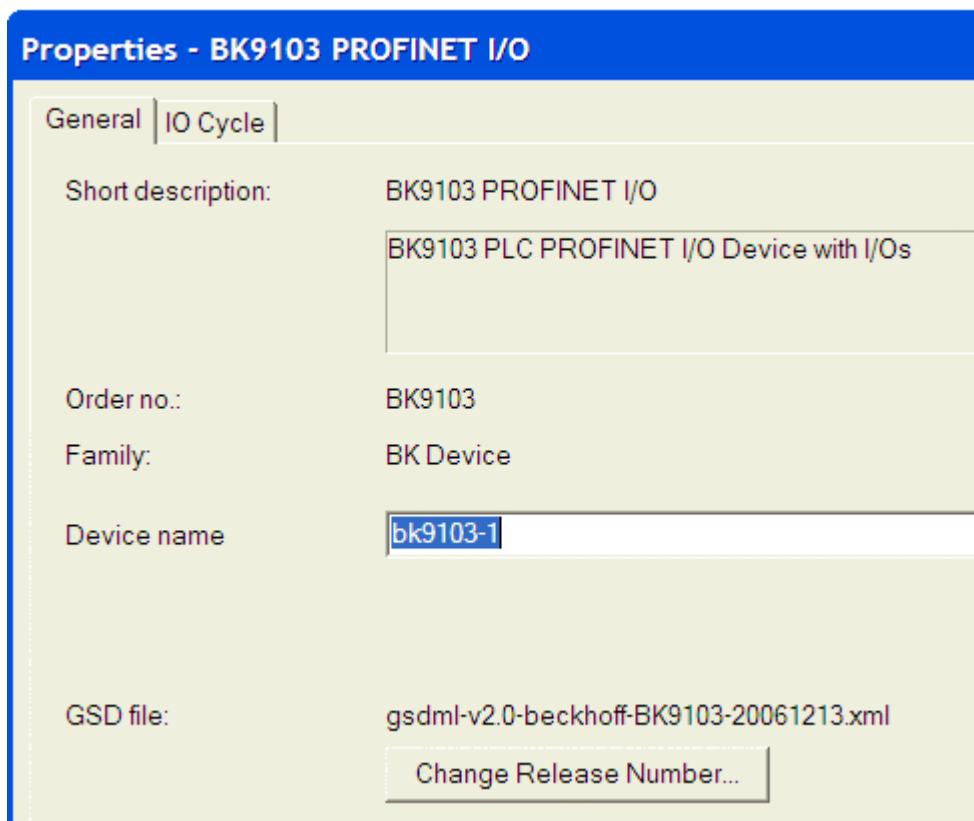 Properties - BK9103 PROFINET I/O
General IO Cycle
Short description: BK9103 PROFINET I/O
BK9103 PLC PROFINET I/O Device with I/Os
Order no.: BK9103
Family: BK Device
Device name bk9103-1
GSD file: gsdml-v2.0-beckhoff-BK9103-20061213.xml
Change Release Number...